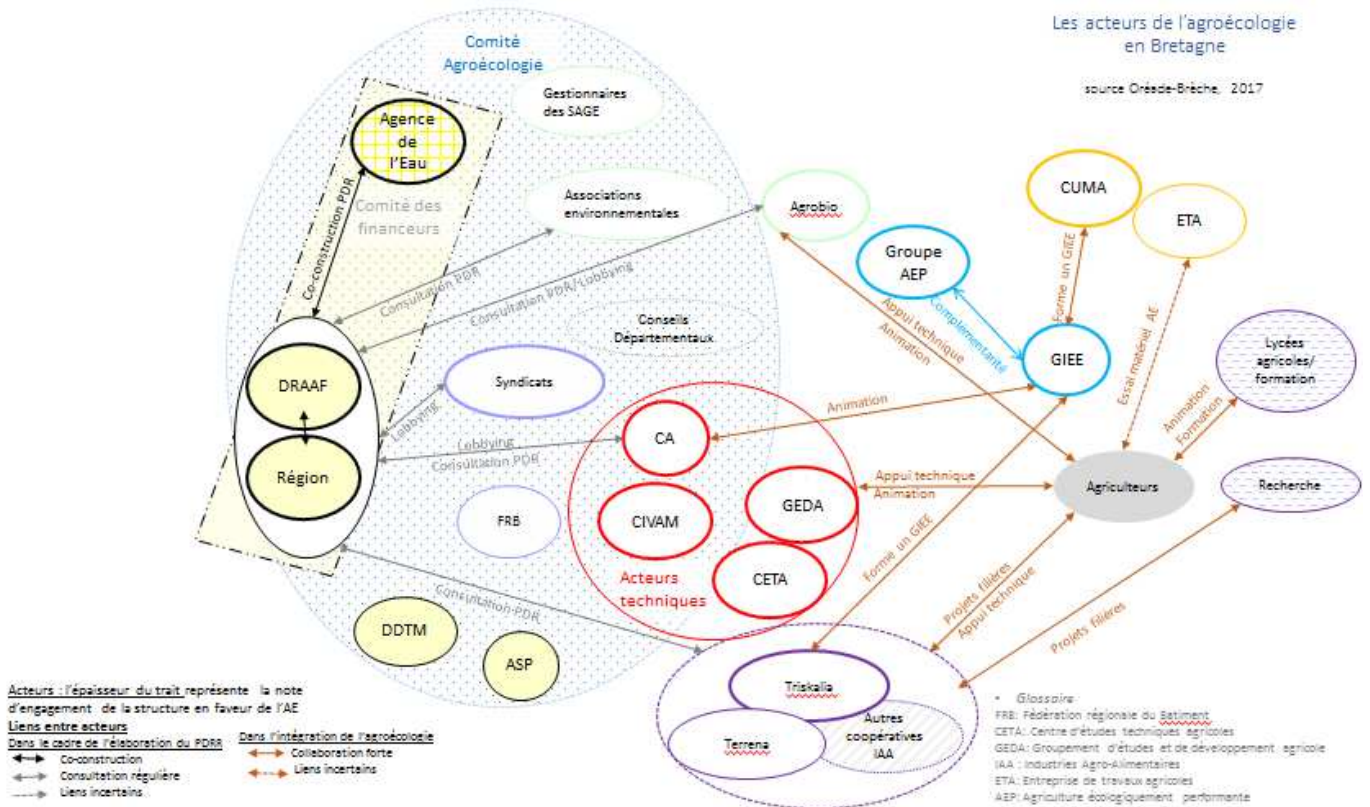 Les acteurs de l'agroécologie
en Bretagne
source Oréade-Brèche, 2017
Comité
Agroécologie
Gestionnaires
des SAGE
Agence
de
l'Eau
Co-construction PDR
Comité des
financeurs
Associations
environnementales
Consultation PDR
Consultation PDR/Lobbying
Agrobio
CUMA
ETA
Groupe
AEP
Forme un GIEE
Complémentarité
Appui technique
Animation
Essai matériel AE
Conseils
Départementaux
GIEE
Lycées
agricoles/
formation
DRAAF
Syndicats
Lobbying
Animation
Animation
Formation
CA
Lobbying
Consultation PDR
Région
Appui technique
Animation
Agriculteurs
Recherche
GEDA
FRB
CIVAM
Forme un GIEE
CETA
Acteurs
techniques
Consultation-PDR
Projets filières
Appui technique
Projets filières
DDTM
ASP
Triskalia
Terrena
Autres
coopératives
IAA
Acteurs : l'épaisseur du trait représente la note
d'engagement de la structure en faveur de l'AE
Liens entre acteurs
Dans le cadre de l'élaboration du PDRR
Co-construction
Consultation régulière
Liens incertains
Dans l'intégration de l'agroécologie
Collaboration forte
Liens incertains
• Glossaire
FRB: Fédération régionale du Batiment
CETA: Centre d'études techniques agricoles
GEDA: Groupement d'études et de développement agricole
IAA : Industries Agro-Alimentaires
ETA: Entreprise de travaux agricoles
AEP: Agriculture écologiquement performante